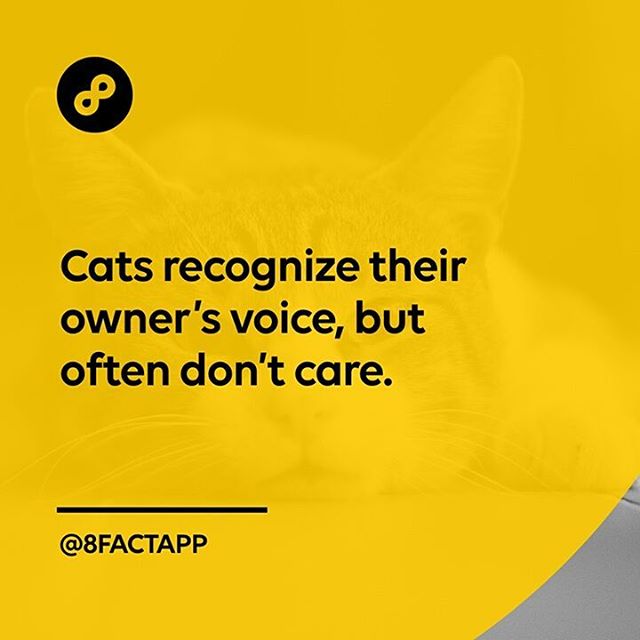 Cats recognize their
owner's voice, but
often don't care.
@8FACTAPP